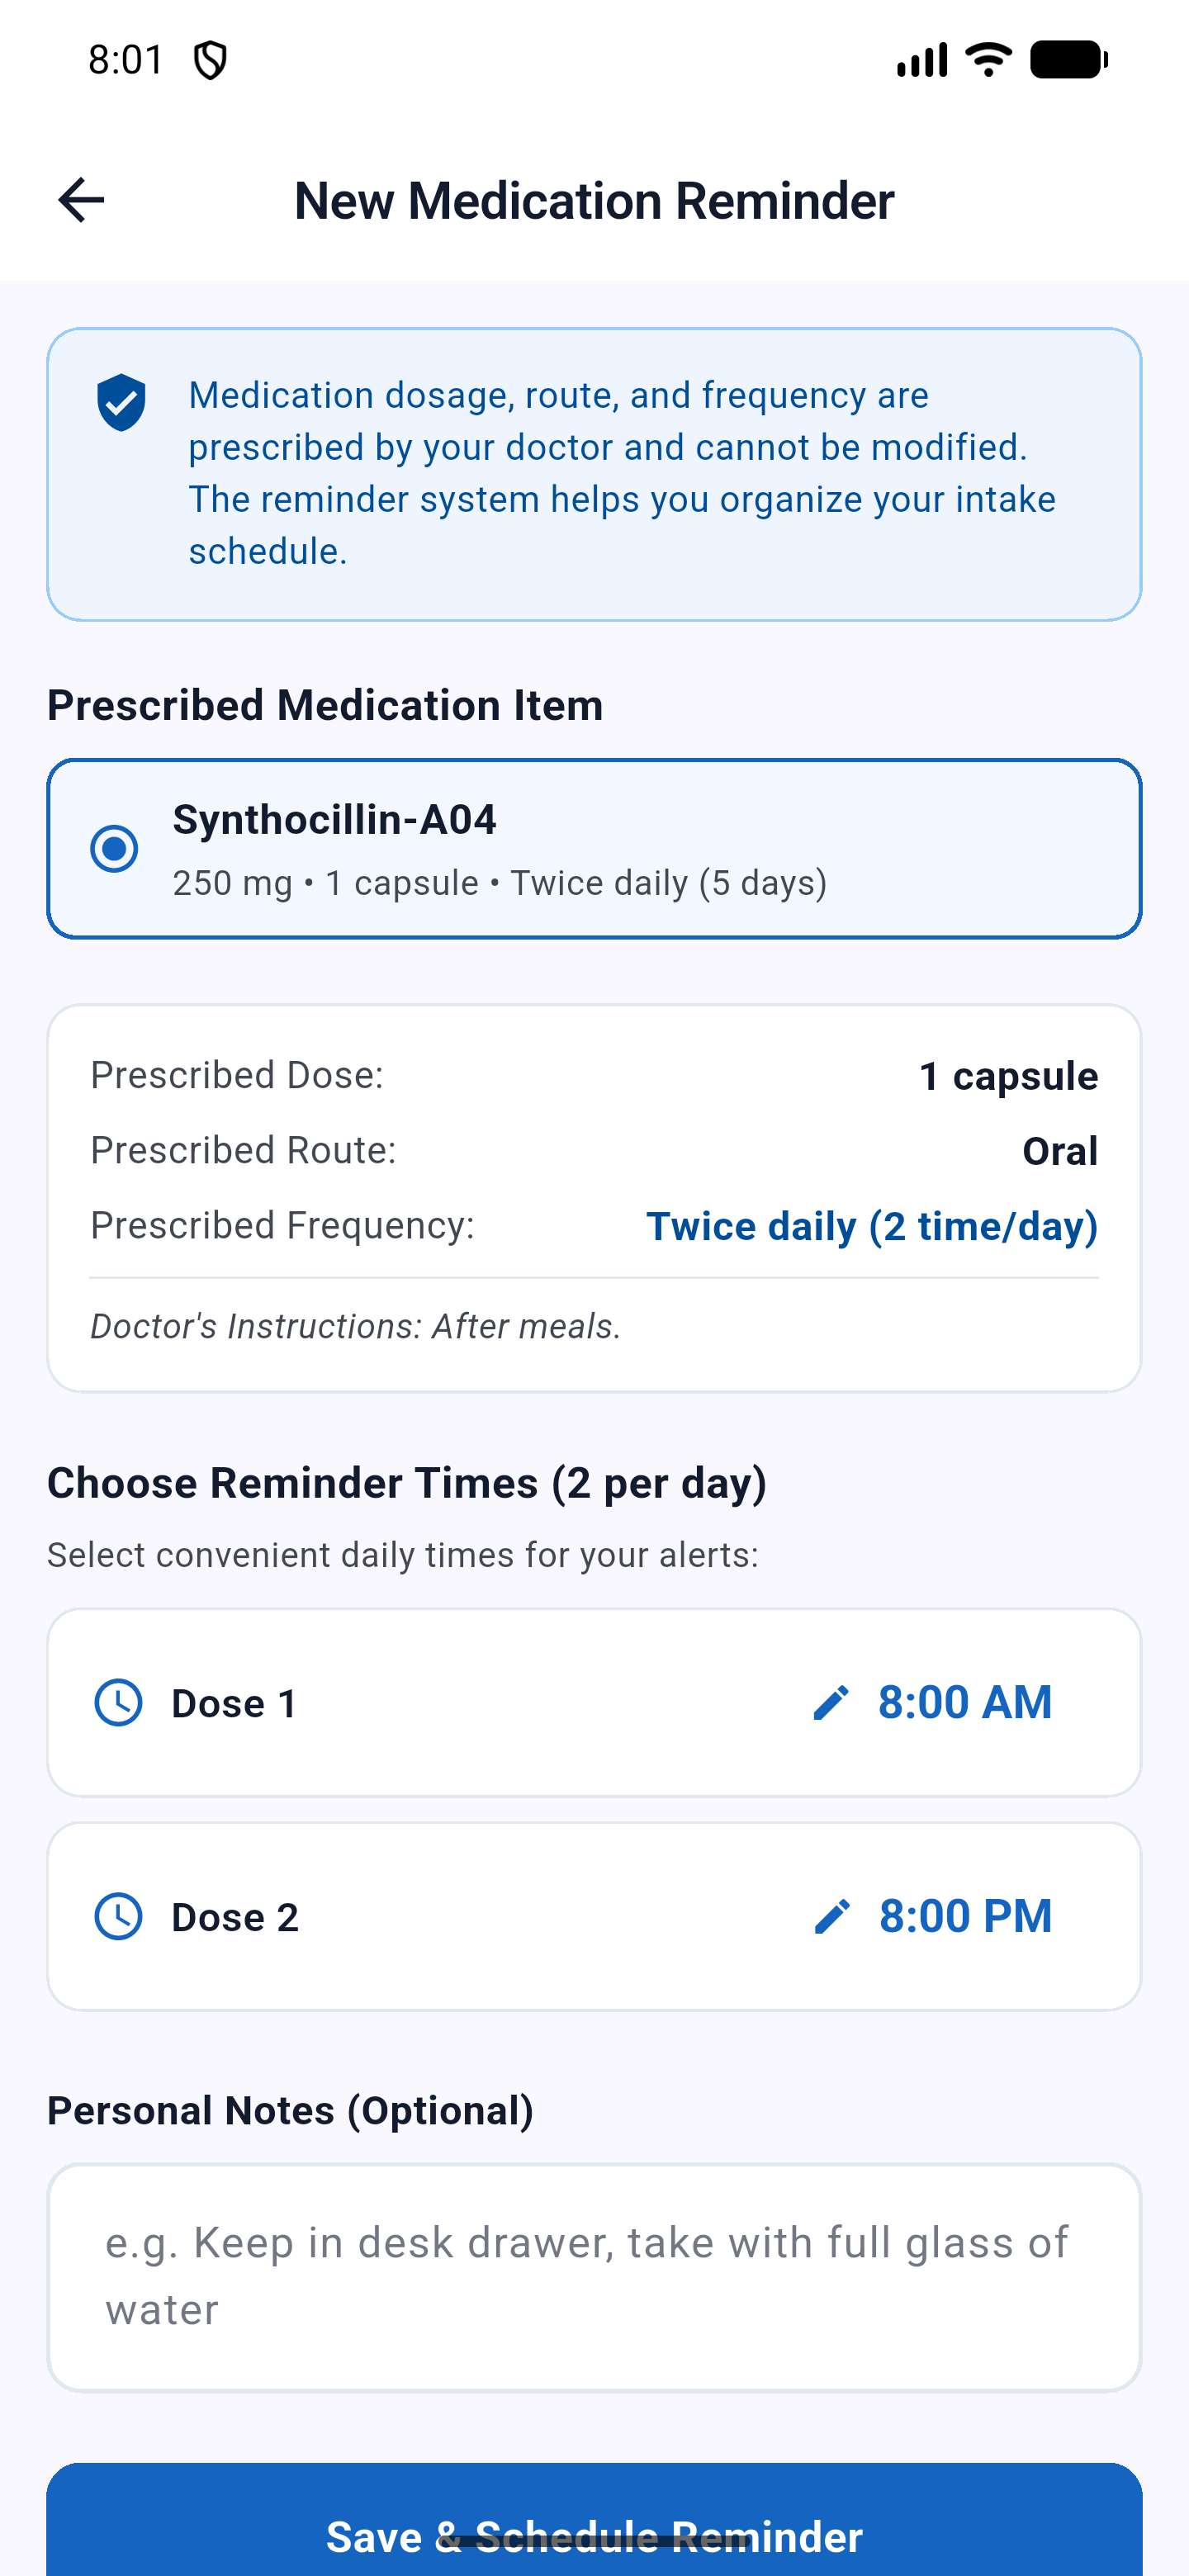 8:01
New Medication Reminder
Medication dosage, route, and frequency are
prescribed by your doctor and cannot be modified.
The reminder system helps you organize your intake
schedule.
Prescribed Medication Item
Synthocillin-A04
250 mg • 1 capsule • Twice daily (5 days)
Prescribed Dose: 1 capsule
Prescribed Route: Oral
Prescribed Frequency: Twice daily (2 time/day)
Doctor's Instructions: After meals.
Choose Reminder Times (2 per day)
Select convenient daily times for your alerts:
Dose 1 8:00 AM
Dose 2 8:00 PM
Personal Notes (Optional)
e.g. Keep in desk drawer, take with full glass of
water
Save & Schedule Reminder